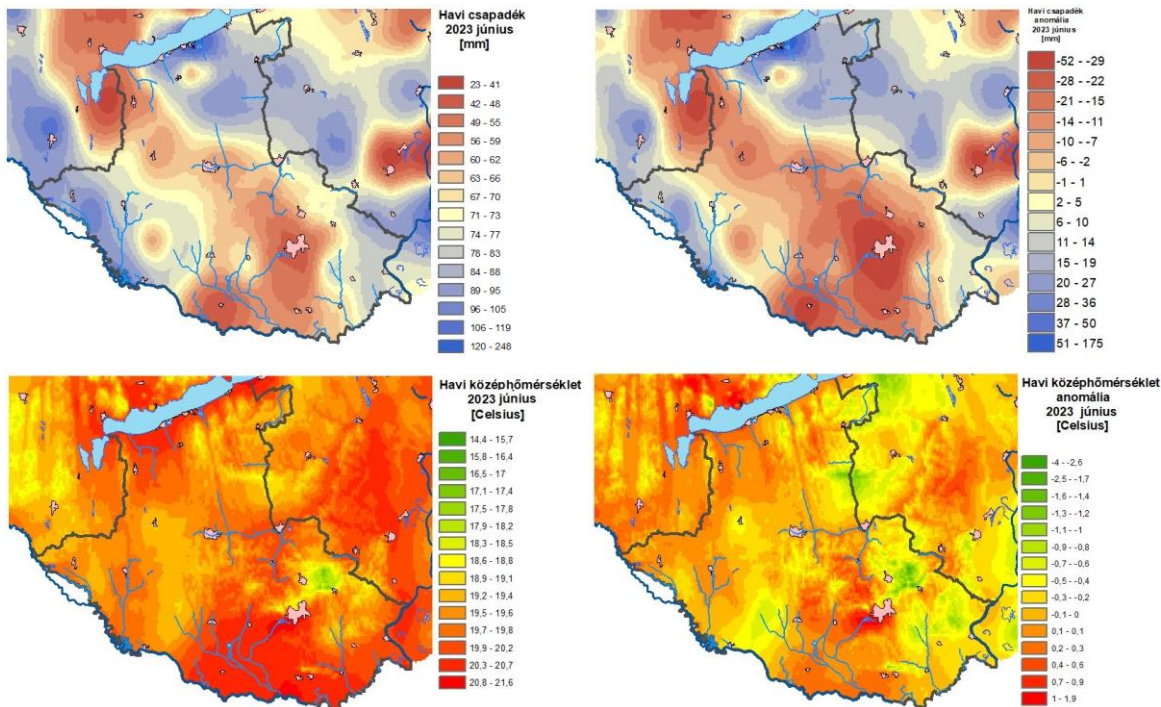 Havi csapadék
2023 június
[mm]
23 - 41
42 - 48
49 - 55
56 - 59
60 - 62
63 - 66
67 - 70
71 - 73
74 - 77
78 - 83
84 - 88
89 - 95
96 - 105
106 - 119
120 - 248
Havi csapadék
anomália
2023 június
[mm]
-52 - -29
-28 - -22
-21 - -15
-14 - -11
-10 - -7
-6 - -2
-1 - 1
2 - 5
6 - 10
11 - 14
15 - 19
20 - 27
28 - 36
37 - 50
51 - 175
Havi középhőmérséklet
2023 június
[Celsius]
14,4 - 15,7
15,8 - 16,4
16,5 - 17
17,1 - 17,4
17,5 - 17,8
17,9 - 18,2
18,3 - 18,5
18,6 - 18,8
18,9 - 19,1
19,2 - 19,4
19,5 - 19,6
19,7 - 19,8
19,9 - 20,2
20,3 - 20,7
20,8 - 21,6
Havi középhőmérséklet
anomália
2023 június
[Celsius]
-4 - -2,6
-2,5 - -1,7
-1,6 - -1,4
-1,3 - -1,2
-1,1 - -1
-0,9 - -0,8
-0,7 - -0,6
-0,5 - -0,4
-0,3 - -0,2
-0,1 - 0
0,1 - 0,1
0,2 - 0,3
0,4 - 0,6
0,7 - 0,9
1 - 1,9